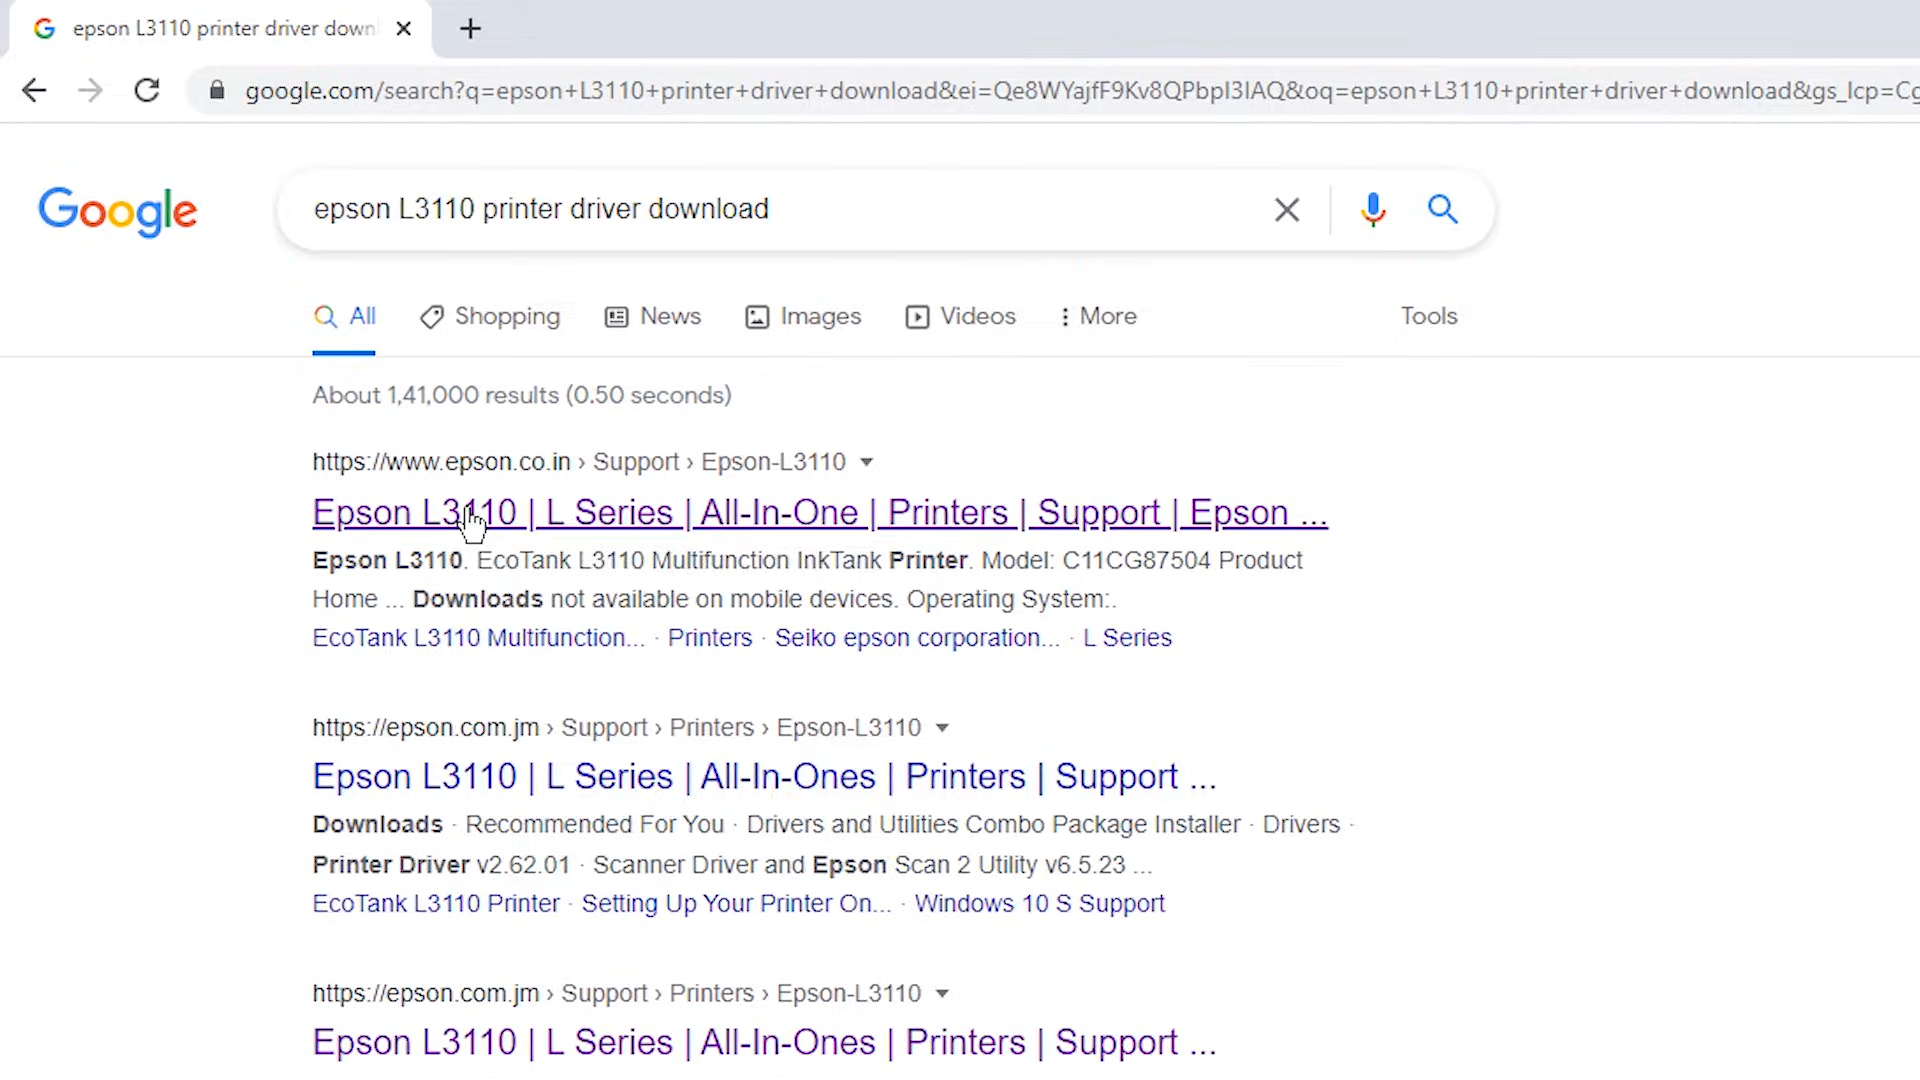 epson L3110 printer driver down
google.com/search?q=epson+L3110+printer+driver+download&ei=Qe8WYajfF9Kv8QPbpI3IAQ&oq=epson+L3110+printer+driver+download&gs_lcp=Cg
Google
epson L3110 printer driver download
All Shopping News Images Videos More Tools
About 1,41,000 results (0.50 seconds)
https://www.epson.co.in › Support › Epson-L3110
Epson L3110 | L Series | All-In-One | Printers | Support | Epson ...
Epson L3110. EcoTank L3110 Multifunction InkTank Printer. Model: C11CG87504 Product
Home ... Downloads not available on mobile devices. Operating System:.
EcoTank L3110 Multifunction... · Printers · Seiko epson corporation... · L Series
https://epson.com.jm › Support › Printers › Epson-L3110
Epson L3110 | L Series | All-In-Ones | Printers | Support ...
Downloads · Recommended For You · Drivers and Utilities Combo Package Installer · Drivers ·
Printer Driver v2.62.01 · Scanner Driver and Epson Scan 2 Utility v6.5.23 ...
EcoTank L3110 Printer · Setting Up Your Printer On... · Windows 10 S Support
https://epson.com.jm › Support › Printers › Epson-L3110
Epson L3110 | L Series | All-In-Ones | Printers | Support ...